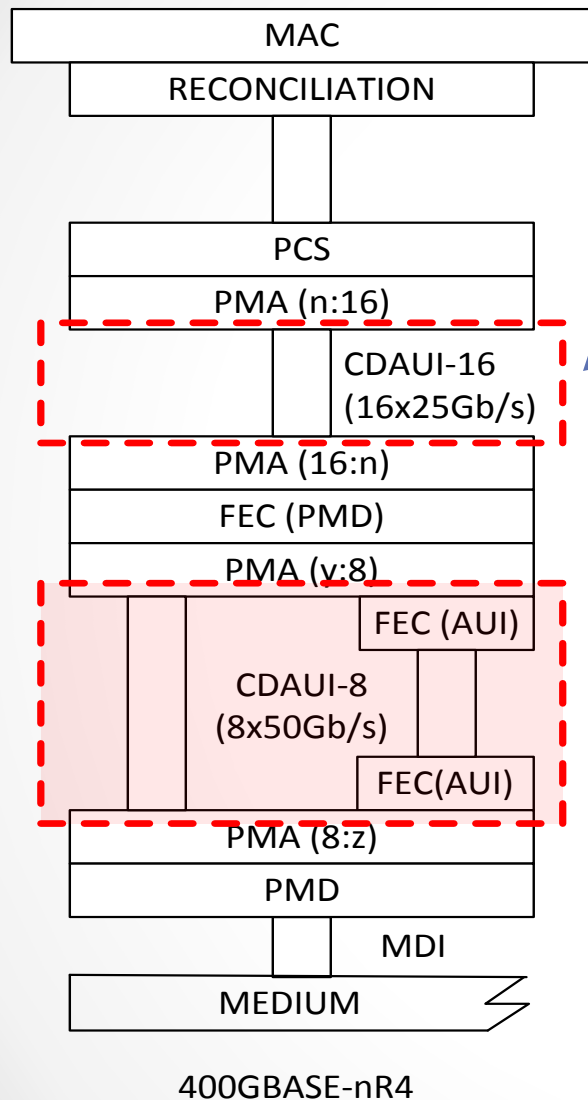 MAC
RECONCILIATION
PCS
PMA (n:16)
CDAUI-16
(16x25Gb/s)
PMA (16:n)
FEC (PMD)
PMA (y:8)
FEC (AUI)
CDAUI-8
(8x50Gb/s)
FEC(AUI)
PMA (8:z)
PMD
MDI
MEDIUM
400GBASE-nR4